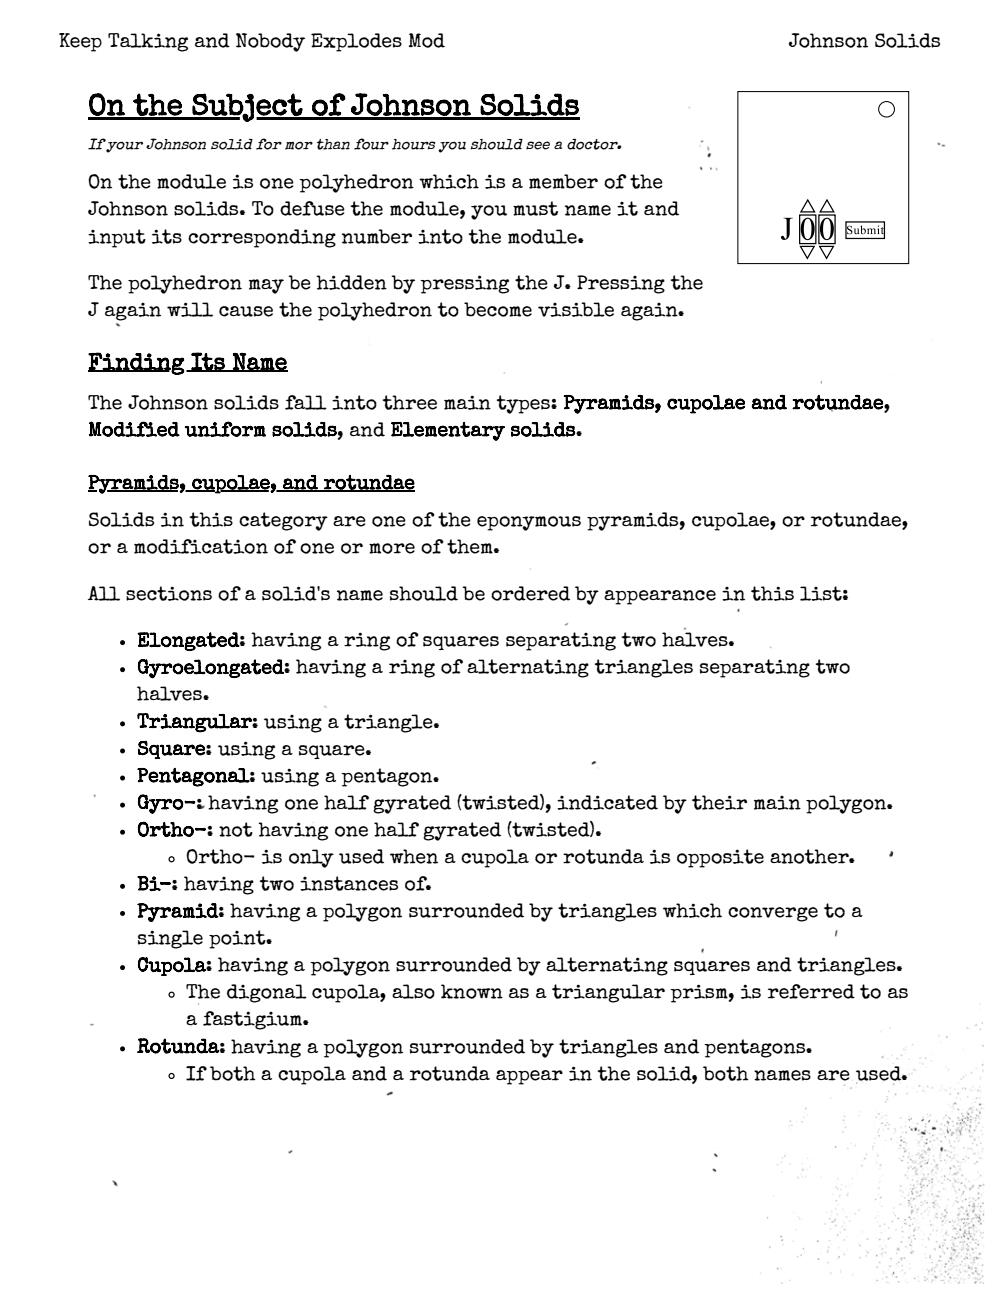 Keep Talking and Nobody Explodes Mod
Johnson Solids
On the Subject of Johnson Solids
If your Johnson solid for mor than four hours you should see a doctor.
On the module is one polyhedron which is a member of the
Johnson solids. To defuse the module, you must name it and
input its corresponding number into the module.
J 0 0 Submit
The polyhedron may be hidden by pressing the J. Pressing the
J again will cause the polyhedron to become visible again.
Finding Its Name
The Johnson solids fall into three main types: Pyramids, cupolae and rotundae,
Modified uniform solids, and Elementary solids.
Pyramids, cupolae, and rotundae
Solids in this category are one of the eponymous pyramids, cupolae, or rotundae,
or a modification of one or more of them.
All sections of a solid's name should be ordered by appearance in this list:
• Elongated: having a ring of squares separating two halves.
• Gyroelongated: having a ring of alternating triangles separating two
halves.
• Triangular: using a triangle.
• Square: using a square.
• Pentagonal: using a pentagon.
• Gyro-: having one half gyrated (twisted), indicated by their main polygon.
• Ortho-: not having one half gyrated (twisted).
◦ Ortho- is only used when a cupola or rotunda is opposite another.
• Bi-: having two instances of.
• Pyramid: having a polygon surrounded by triangles which converge to a
single point.
• Cupola: having a polygon surrounded by alternating squares and triangles.
◦ The digonal cupola, also known as a triangular prism, is referred to as
a fastigium.
• Rotunda: having a polygon surrounded by triangles and pentagons.
◦ If both a cupola and a rotunda appear in the solid, both names are used.